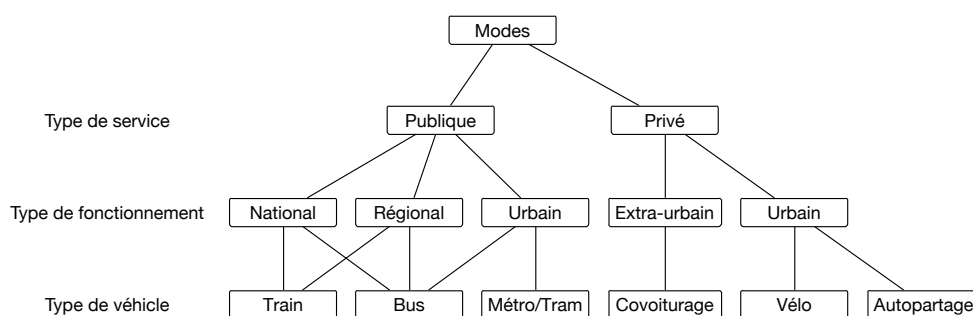 Modes
Type de service
Publique
Privé
Type de fonctionnement
National
Régional
Urbain
Extra-urbain
Urbain
Type de véhicule
Train
Bus
Métro/Tram
Covoiturage
Vélo
Autopartage